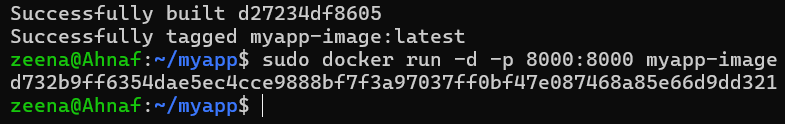 Successfully built d27234df8605
Successfully tagged myapp-image:latest
zeena@Ahnaf:~/myapp$ sudo docker run -d -p 8000:8000 myapp-image
d732b9ff6354dae5ec4cce9888bf7f3a97037ff0bf47e087468a85e66d9dd321
zeena@Ahnaf:~/myapp$